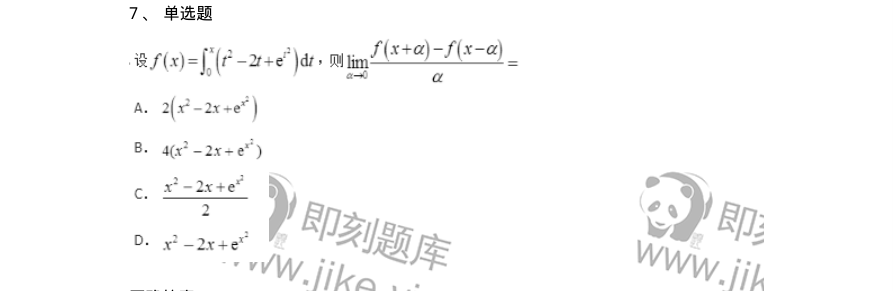 7、 单选题
设 f(x)=∫₀ˣ(t²−2t+e^{t²})dt，则 lim_{α→0} \frac{f(x+α)−f(x−α)}{α} =
A. 2(x²−2x+e^{x²})
B. 4(x²−2x+e^{x²})
C. \frac{x²−2x+e^{x²}}{2}
D. x²−2x+e^{x²}
即刻题库
www.jike
即刻
www.jik